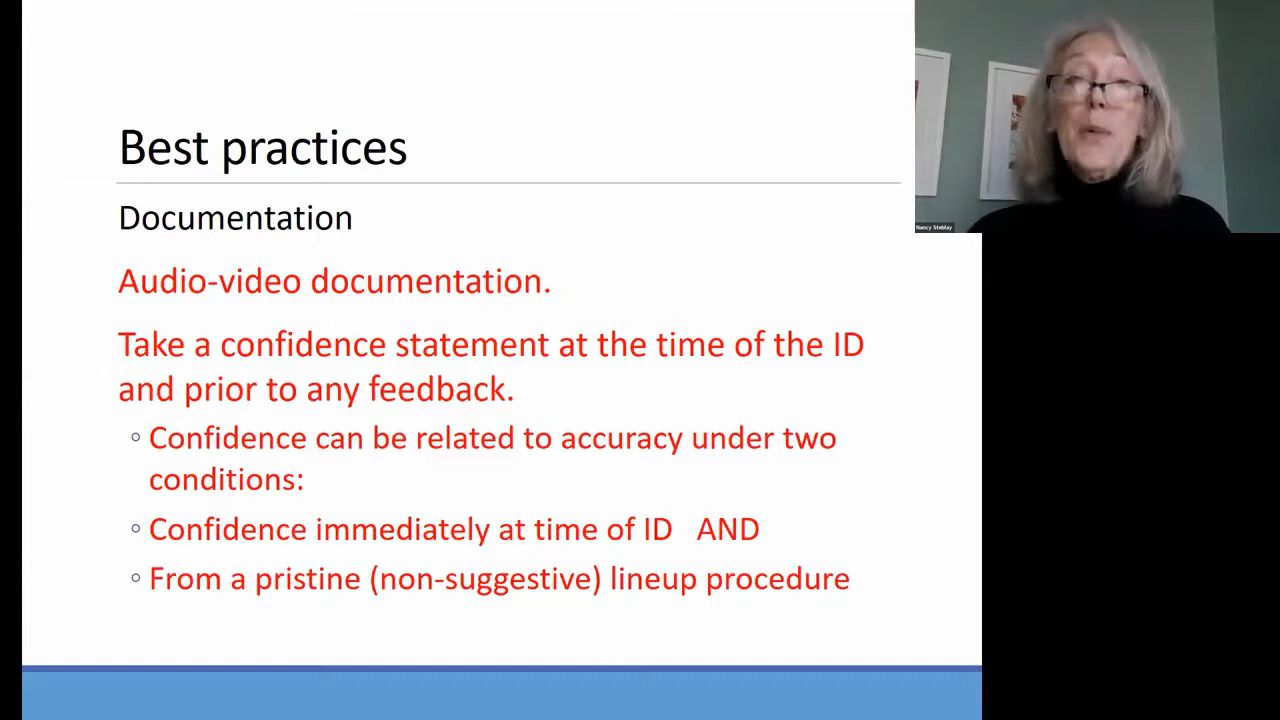 Best practices
Documentation
Audio-video documentation.
Take a confidence statement at the time of the ID
and prior to any feedback.
Confidence can be related to accuracy under two
conditions:
Confidence immediately at time of ID AND
From a pristine (non-suggestive) lineup procedure
Nancy Steblay